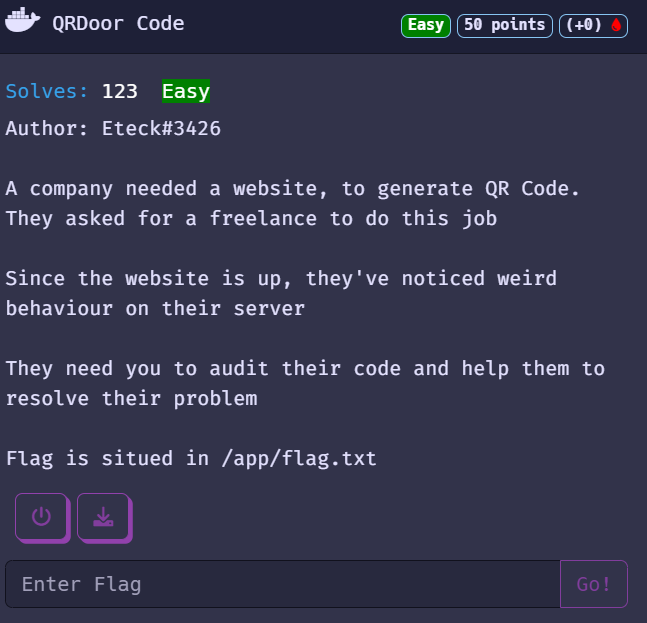 QRDoor Code
Easy 50 points (+0)
Solves: 123 Easy
Author: Eteck#3426
A company needed a website, to generate QR Code.
They asked for a freelance to do this job
Since the website is up, they've noticed weird
behaviour on their server
They need you to audit their code and help them to
resolve their problem
Flag is situed in /app/flag.txt
Enter Flag
Go!